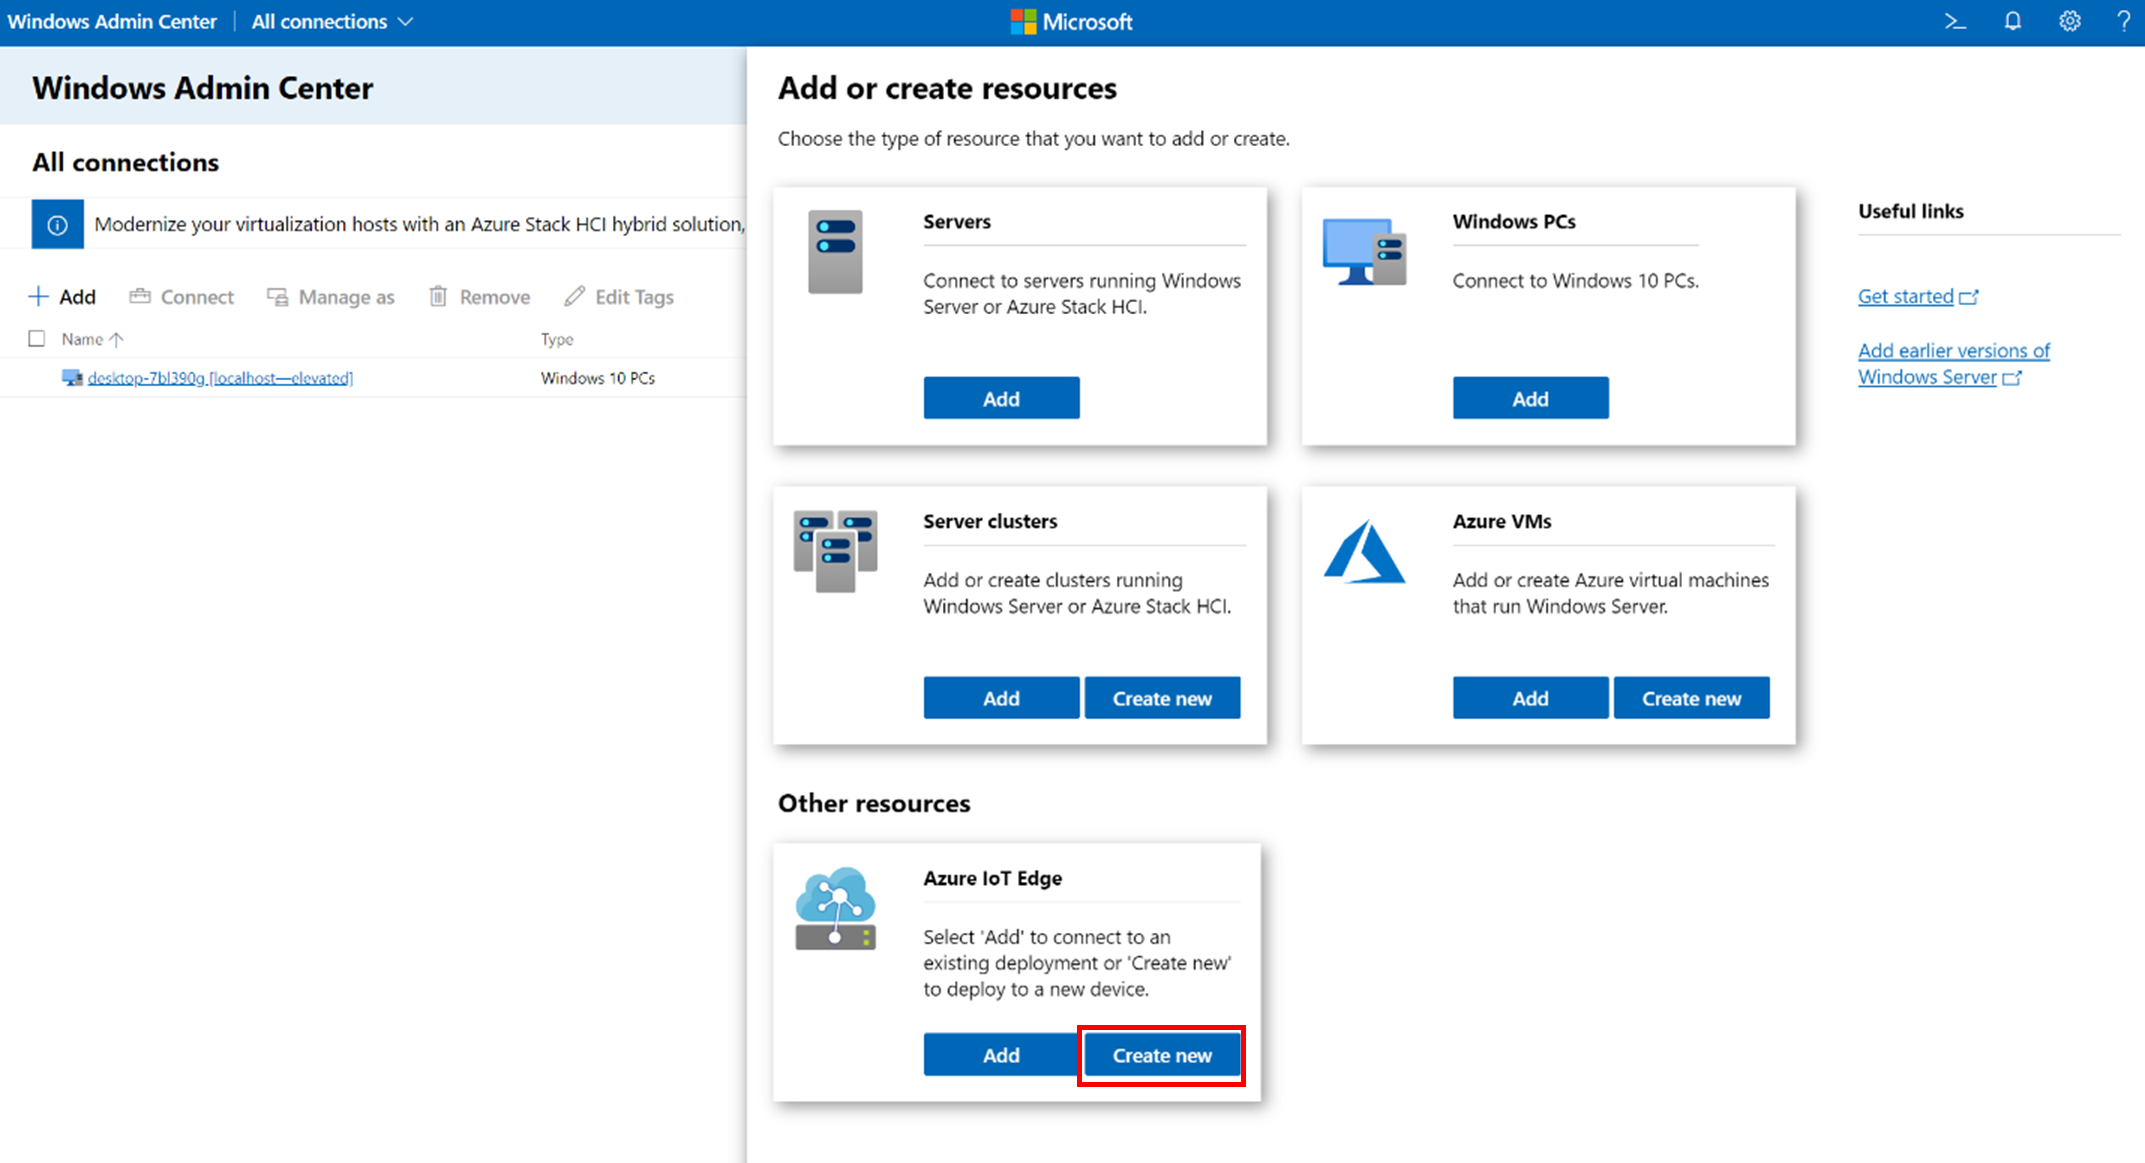 Windows Admin Center
All connections
Microsoft
Windows Admin Center
All connections
Modernize your virtualization hosts with an Azure Stack HCI hybrid solution,
Add
Connect
Manage as
Remove
Edit Tags
Name
Type
desktop-7bl390g [localhost—elevated]
Windows 10 PCs
Add or create resources
Choose the type of resource that you want to add or create.
Servers
Connect to servers running Windows
Server or Azure Stack HCI.
Add
Windows PCs
Connect to Windows 10 PCs.
Add
Server clusters
Add or create clusters running
Windows Server or Azure Stack HCI.
Add
Create new
Azure VMs
Add or create Azure virtual machines
that run Windows Server.
Add
Create new
Other resources
Azure IoT Edge
Select 'Add' to connect to an
existing deployment or 'Create new'
to deploy to a new device.
Add
Create new
Useful links
Get started
Add earlier versions of
Windows Server